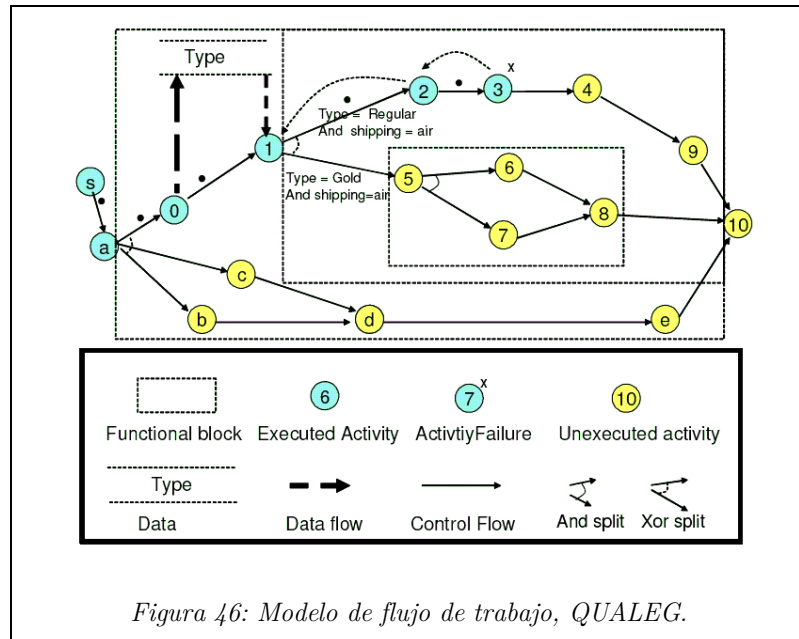 Type
x
2
3
4
Type = Regular
And shipping = air
1
9
Type = Gold
And shipping=air
5
6
s
0
7
8
10
a
c
b
d
e
6
7
x
10
Functional block
Executed Activity
ActivtiyFailure
Unexecuted activity
Type
Data
Data flow
Control Flow
And split
Xor split
Figura 46: Modelo de flujo de trabajo, QUALEG.